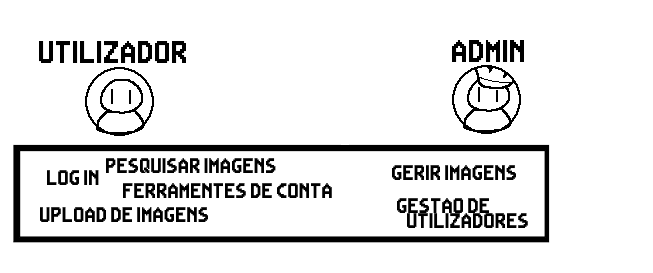 UTILIZADOR
ADMIN
LOG IN
PESQUISAR IMAGENS
FERRAMENTES DE CONTA
UPLOAD DE IMAGENS
GERIR IMAGENS
GESTAO DE
UTILIZADORES